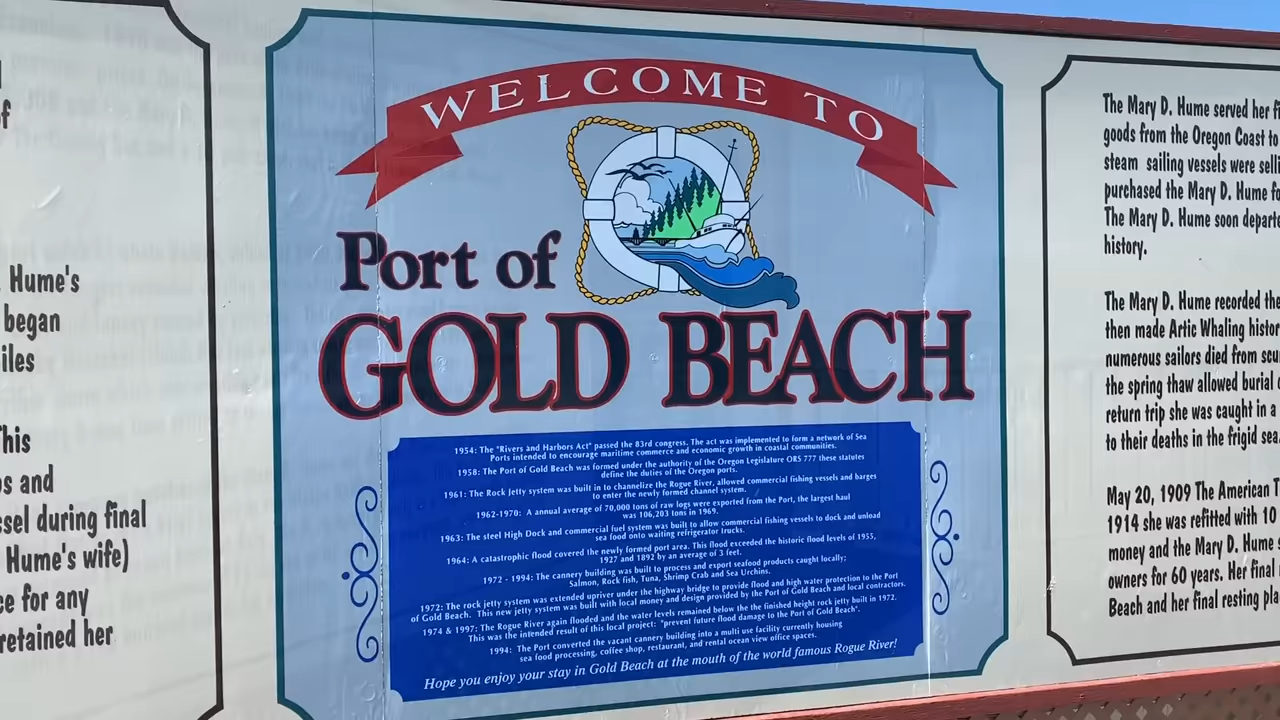 f
Hume's
began
iles
This
s and
ssel during final
Hume's wife)
ce for any
retained her
WELCOME TO
Port of
GOLD BEACH
1954: The "Rivers and Harbors Act" passed the 83rd congress. The act was implemented to form a network of Sea
Ports intended to encourage maritime commerce and economic growth in coastal communities.
1958: The Port of Gold Beach was formed under the authority of the Oregon Legislature ORS 777 these statutes
define the duties of the Oregon ports.
1961: The Rock Jetty system was built in to channelize the Rogue River, allowed commercial fishing vessels and barges
to enter the newly formed channel system.
1962-1970: A annual average of 70,000 tons of raw logs were exported from the Port, the largest haul
was 106,203 tons in 1969.
1963: The steel High Dock and commercial fuel system was built to allow commercial fishing vessels to dock and unload
sea food onto waiting refrigerator trucks.
1964: A catastrophic flood covered the newly formed port area. This flood exceeded the historic flood levels of 1955,
1927 and 1892 by an average of 3 feet.
1972 - 1994: The cannery building was built to process and export seafood products caught locally;
Salmon, Rock fish, Tuna, Shrimp Crab and Sea Urchins.
1972: The rock jetty system was extended upriver under the highway bridge to provide flood and high water protection to the Port
of Gold Beach. This new jetty system was built with local money and design provided by the Port of Gold Beach and local contractors.
1974 & 1997: The Rogue River again flooded and the water levels remained below the the finished height rock jetty built in 1972.
This was the intended result of this local project: "prevent future flood damage to the Port of Gold Beach".
1994: The Port converted the vacant cannery building into a multi use facility currently housing
sea food processing, coffee shop, restaurant, and rental ocean view office spaces.
Hope you enjoy your stay in Gold Beach at the mouth of the world famous Rogue River!
The Mary D. Hume served her fi
goods from the Oregon Coast to
steam sailing vessels were selli
purchased the Mary D. Hume fo
The Mary D. Hume soon departe
history.
The Mary D. Hume recorded the
then made Artic Whaling histor
numerous sailors died from scu
the spring thaw allowed burial
return trip she was caught in a
to their deaths in the frigid sea.
May 20, 1909 The American T
1914 she was refitted with 10
money and the Mary D. Hume s
owners for 60 years. Her final
Beach and her final resting pla